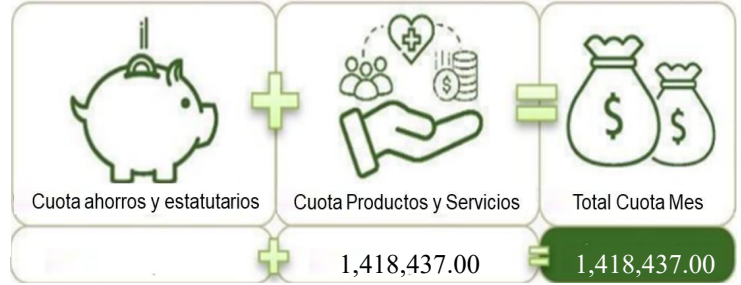 Cuota ahorros y estatutarios + Cuota Productos y Servicios = Total Cuota Mes
+ 1,418,437.00 = 1,418,437.00